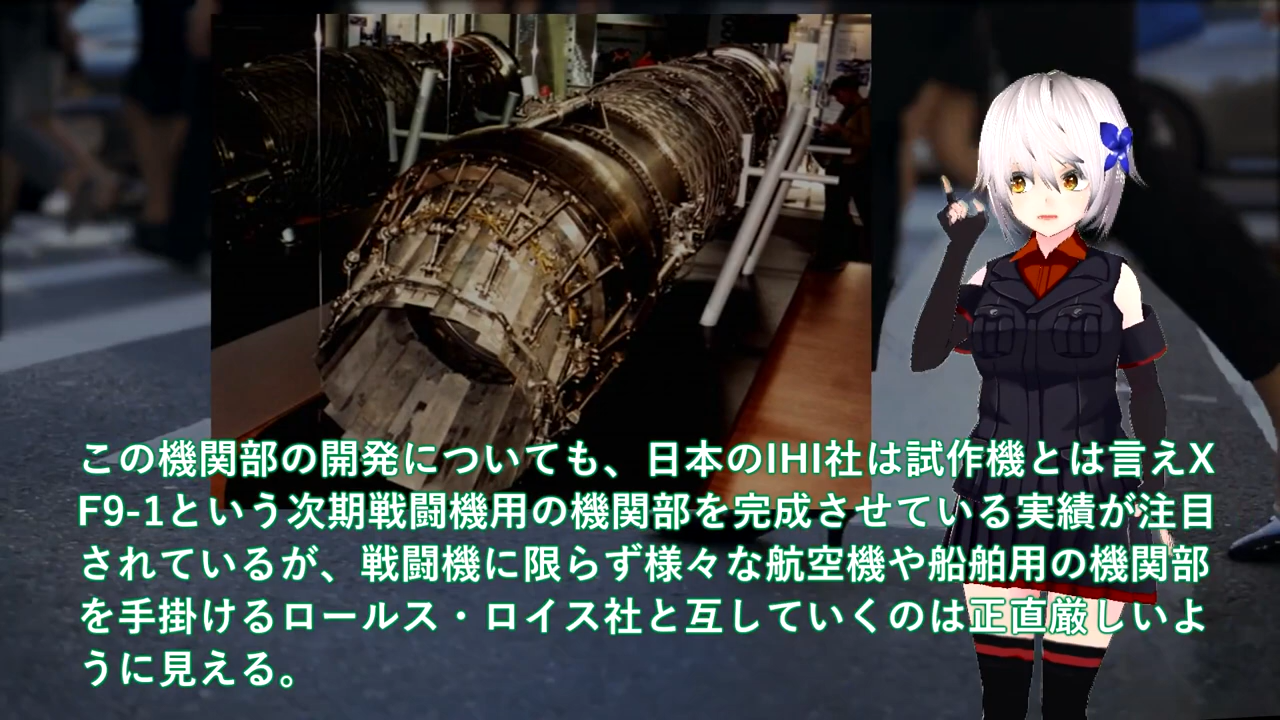 この機関部の開発についても、日本のIHI社は試作機とは言えX
F9-1という次期戦闘機用の機関部を完成させている実績が注目
されているが、戦闘機に限らず様々な航空機や船舶用の機関部
を手掛けるロールス・ロイス社と互していくのは正直厳しいよ
うに見える。